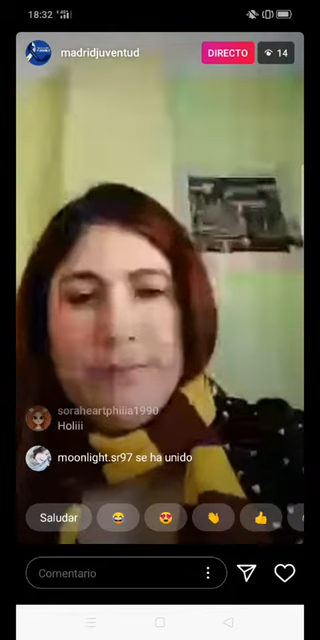 18:32
madridjuventud
DIRECTO
14
soraheartphilia1990
Holiii
moonlight.sr97 se ha unido
Saludar
Comentario